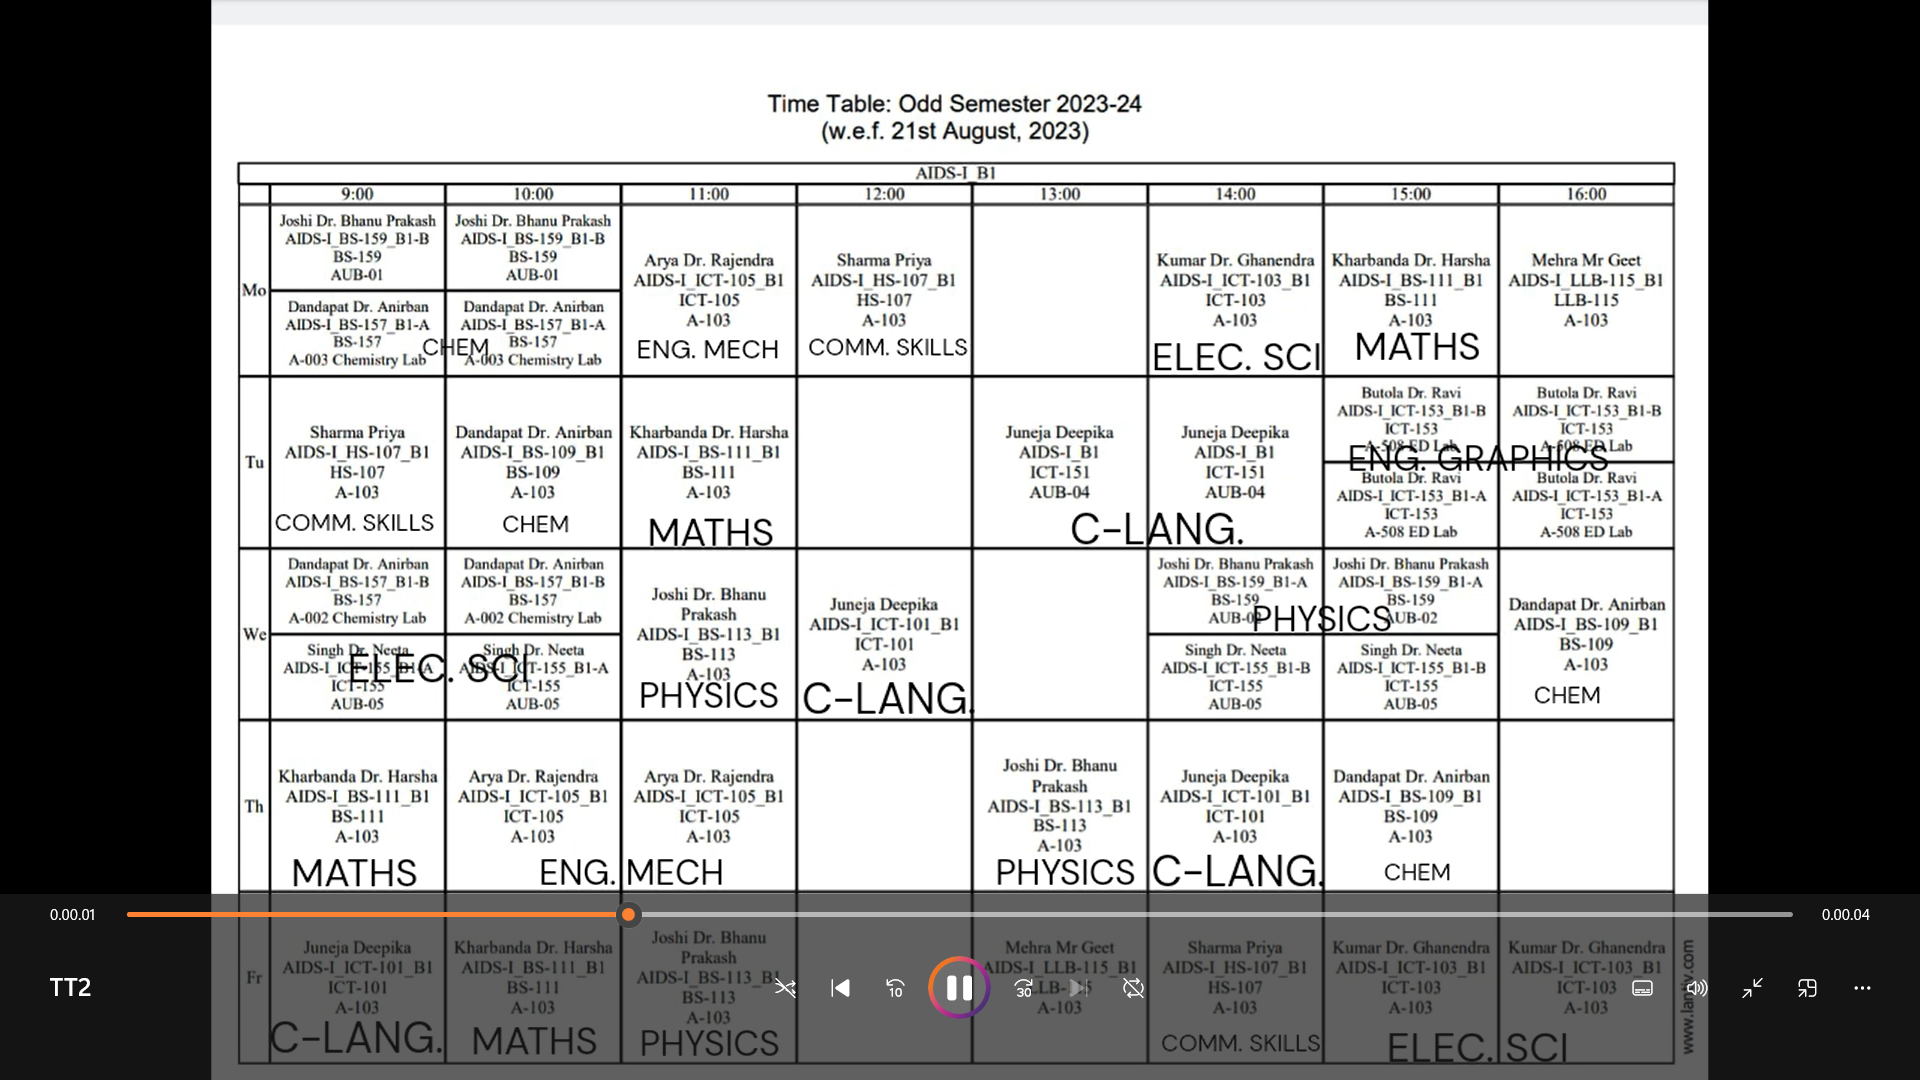 Time Table: Odd Semester 2023-24
(w.e.f. 21st August, 2023)
AIDS-I_B1
9:00 10:00 11:00 12:00 13:00 14:00 15:00 16:00
Mo
Joshi Dr. Bhanu Prakash
AIDS-I_BS-159_B1-B
BS-159
AUB-01
Dandapat Dr. Anirban
AIDS-I_BS-157_B1-A
BS-157
A-003 Chemistry Lab
Joshi Dr. Bhanu Prakash
AIDS-I_BS-159_B1-B
BS-159
AUB-01
Dandapat Dr. Anirban
AIDS-I_BS-157_B1-A
BS-157
A-003 Chemistry Lab
CHEM
Arya Dr. Rajendra
AIDS-I_ICT-105_B1
ICT-105
A-103
ENG. MECH
Sharma Priya
AIDS-I_HS-107_B1
HS-107
A-103
COMM. SKILLS
Kumar Dr. Ghanendra
AIDS-I_ICT-103_B1
ICT-103
A-103
ELEC. SCI
Kharbanda Dr. Harsha
AIDS-I_BS-111_B1
BS-111
A-103
MATHS
Mehra Mr Geet
AIDS-I_LLB-115_B1
LLB-115
A-103
Tu
Sharma Priya
AIDS-I_HS-107_B1
HS-107
A-103
COMM. SKILLS
Dandapat Dr. Anirban
AIDS-I_BS-109_B1
BS-109
A-103
CHEM
Kharbanda Dr. Harsha
AIDS-I_BS-111_B1
BS-111
A-103
MATHS
Juneja Deepika
AIDS-I_B1
ICT-151
AUB-04
Juneja Deepika
AIDS-I_B1
ICT-151
AUB-04
C-LANG.
Butola Dr. Ravi
AIDS-I_ICT-153_B1-B
ICT-153
A-508 ED Lab
Butola Dr. Ravi
AIDS-I_ICT-153_B1-A
ICT-153
A-508 ED Lab
Butola Dr. Ravi
AIDS-I_ICT-153_B1-B
ICT-153
A-508 ED Lab
Butola Dr. Ravi
AIDS-I_ICT-153_B1-A
ICT-153
A-508 ED Lab
ENG. GRAPHICS
We
Dandapat Dr. Anirban
AIDS-I_BS-157_B1-B
BS-157
A-002 Chemistry Lab
Singh Dr. Neeta
AIDS-I_ICT-155_B1-A
ICT-155
AUB-05
Dandapat Dr. Anirban
AIDS-I_BS-157_B1-B
BS-157
A-002 Chemistry Lab
Singh Dr. Neeta
AIDS-I_ICT-155_B1-A
ICT-155
AUB-05
ELEC. SCI
Joshi Dr. Bhanu
Prakash
AIDS-I_BS-113_B1
BS-113
A-103
PHYSICS
Juneja Deepika
AIDS-I_ICT-101_B1
ICT-101
A-103
C-LANG.
Joshi Dr. Bhanu Prakash
AIDS-I_BS-159_B1-A
BS-159
AUB-02
Singh Dr. Neeta
AIDS-I_ICT-155_B1-B
ICT-155
AUB-05
Joshi Dr. Bhanu Prakash
AIDS-I_BS-159_B1-A
BS-159
AUB-02
Singh Dr. Neeta
AIDS-I_ICT-155_B1-B
ICT-155
AUB-05
PHYSICS
Dandapat Dr. Anirban
AIDS-I_BS-109_B1
BS-109
A-103
CHEM
Th
Kharbanda Dr. Harsha
AIDS-I_BS-111_B1
BS-111
A-103
MATHS
Arya Dr. Rajendra
AIDS-I_ICT-105_B1
ICT-105
A-103
Arya Dr. Rajendra
AIDS-I_ICT-105_B1
ICT-105
A-103
ENG. MECH
Joshi Dr. Bhanu
Prakash
AIDS-I_BS-113_B1
BS-113
A-103
PHYSICS
Juneja Deepika
AIDS-I_ICT-101_B1
ICT-101
A-103
C-LANG.
Dandapat Dr. Anirban
AIDS-I_BS-109_B1
BS-109
A-103
CHEM
0.00.01
0.00.04
Fr
Juneja Deepika
AIDS-I_ICT-101_B1
ICT-101
A-103
C-LANG.
Kharbanda Dr. Harsha
AIDS-I_BS-111_B1
BS-111
A-103
MATHS
Joshi Dr. Bhanu
Prakash
AIDS-I_BS-113_B1
BS-113
A-103
PHYSICS
Mehra Mr Geet
AIDS-I_LLB-115_B1
A-103
Sharma Priya
AIDS-I_HS-107_B1
HS-107
A-103
COMM. SKILLS
Kumar Dr. Ghanendra
AIDS-I_ICT-103_B1
ICT-103
A-103
Kumar Dr. Ghanendra
AIDS-I_ICT-103_B1
ICT-103
A-103
ELEC. SCI
TT2
10
30